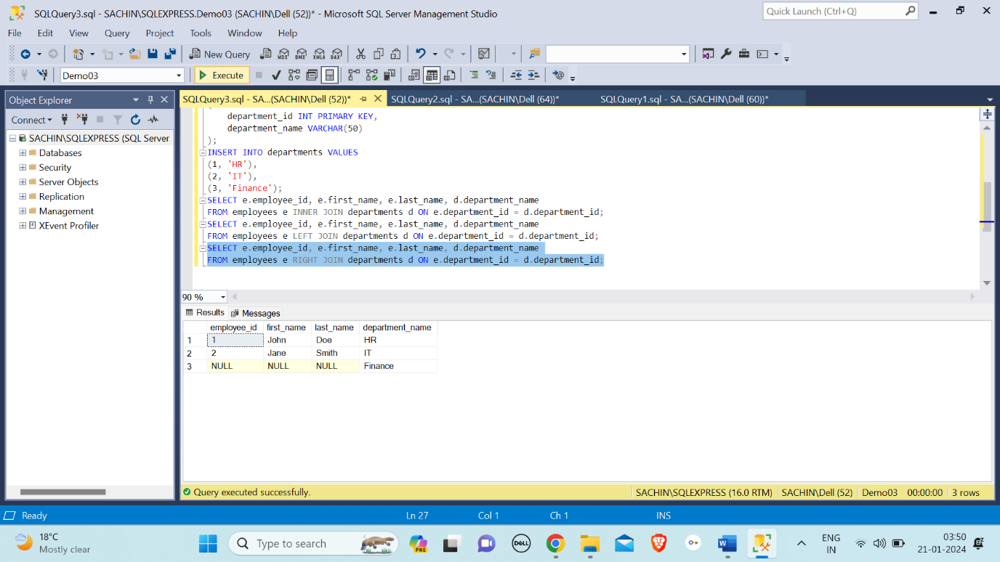 SQLQuery3.sql - SACHIN\SQLEXPRESS.Demo03 (SACHIN\Dell (52))* - Microsoft SQL Server Management Studio
Quick Launch (Ctrl+Q)
File Edit View Query Project Tools Window Help
New Query MDX DMX XMLA DAX
Demo03 Execute
Object Explorer
SQLQuery3.sql - SA...(SACHIN\Dell (52))* SQLQuery2.sql - SA...(SACHIN\Dell (64))* SQLQuery1.sql - SA...(SACHIN\Dell (60))*
Connect
SACHIN\SQLEXPRESS (SQL Server
Databases
Security
Server Objects
Replication
Management
XEvent Profiler
(
department_id INT PRIMARY KEY,
department_name VARCHAR(50)
);
INSERT INTO departments VALUES
(1, 'HR'),
(2, 'IT'),
(3, 'Finance');
SELECT e.employee_id, e.first_name, e.last_name, d.department_name
FROM employees e INNER JOIN departments d ON e.department_id = d.department_id;
SELECT e.employee_id, e.first_name, e.last_name, d.department_name
FROM employees e LEFT JOIN departments d ON e.department_id = d.department_id;
SELECT e.employee_id, e.first_name, e.last_name, d.department_name
FROM employees e RIGHT JOIN departments d ON e.department_id = d.department_id;
90 %
Results Messages
employee_id first_name last_name department_name
1 1 John Doe HR
2 2 Jane Smith IT
3 NULL NULL NULL Finance
Query executed successfully. SACHIN\SQLEXPRESS (16.0 RTM) SACHIN\Dell (52) Demo03 00:00:00 3 rows
Ready Ln 27 Col 1 Ch 1 INS
18°C
Mostly clear
Type to search
PRE
DELL
W
ENG
IN
03:50
21-01-2024